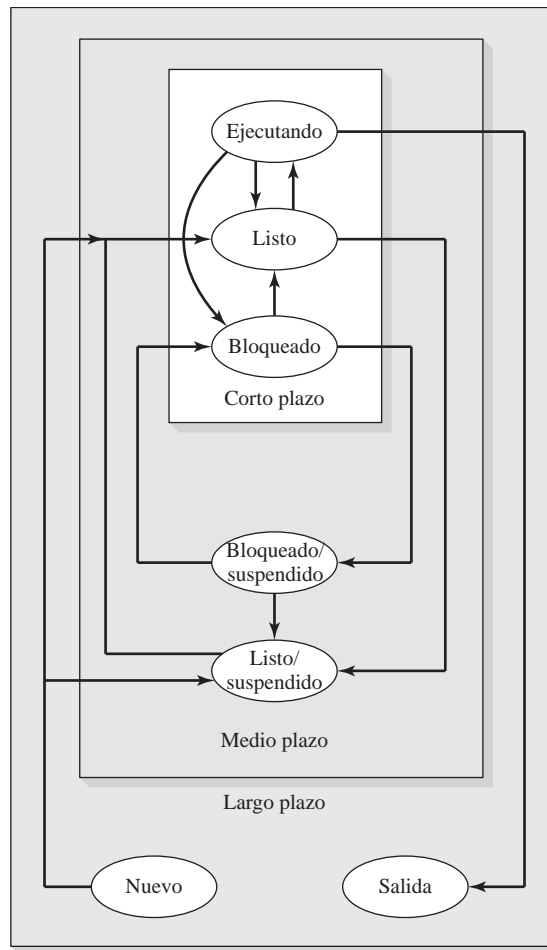 Ejecutando
Listo
Bloqueado
Corto plazo
Bloqueado/
suspendido
Listo/
suspendido
Medio plazo
Largo plazo
Nuevo
Salida